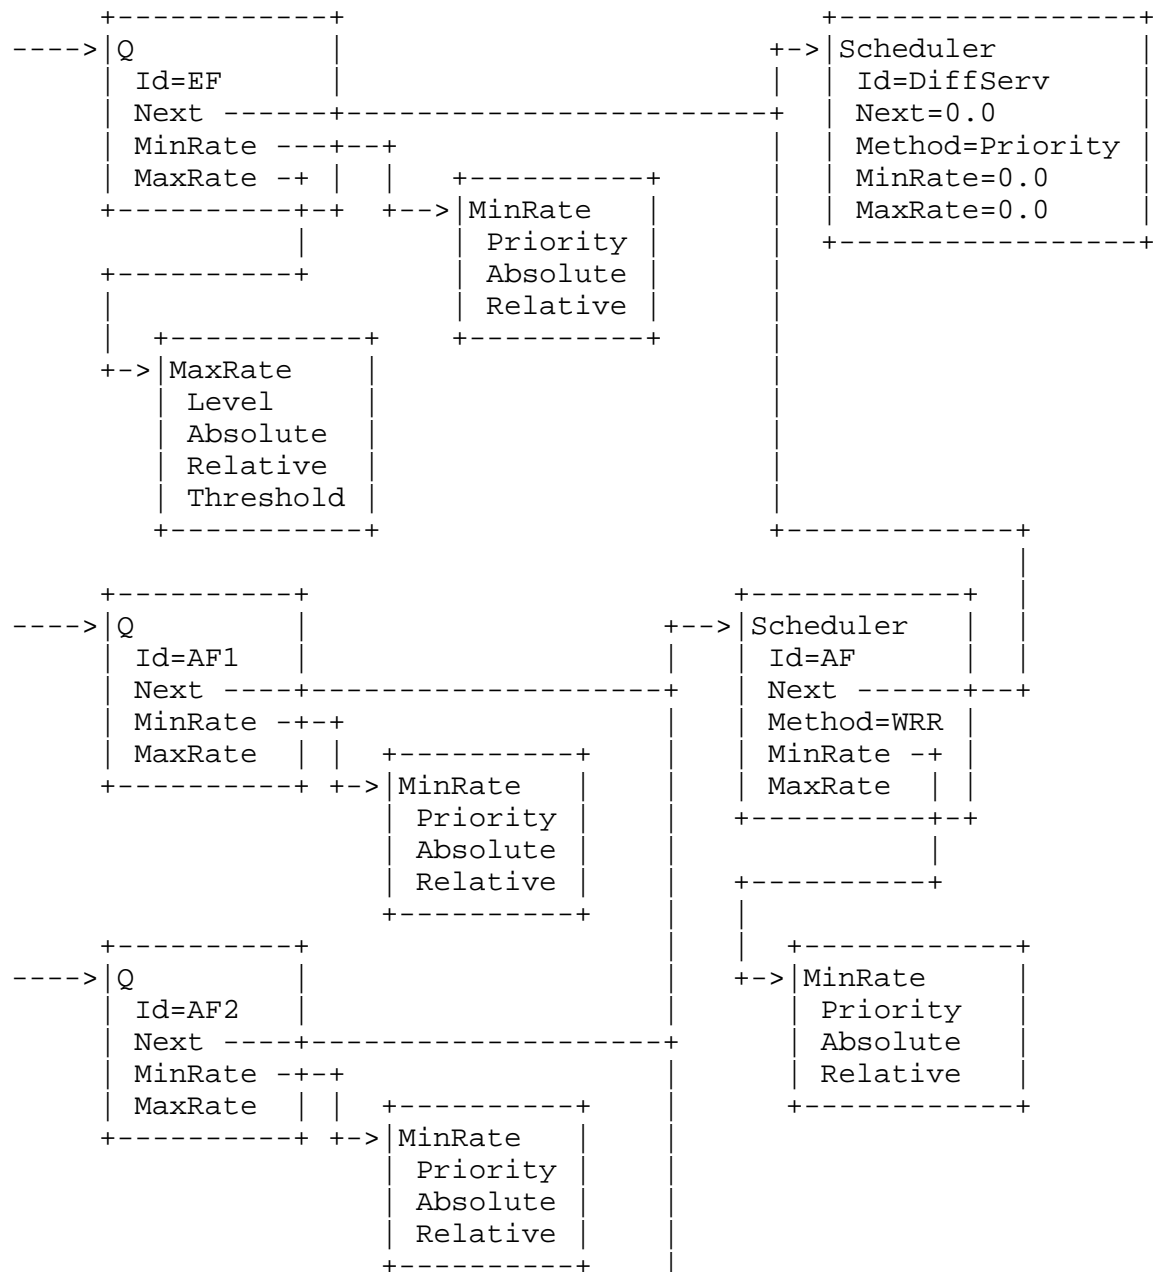 Q
Id=EF
Next
MinRate
MaxRate
Scheduler
Id=DiffServ
Next=0.0
Method=Priority
MinRate=0.0
MaxRate=0.0
MinRate
Priority
Absolute
Relative
MaxRate
Level
Absolute
Relative
Threshold
Q
Id=AF1
Next
MinRate
MaxRate
Scheduler
Id=AF
Next
Method=WRR
MinRate
MaxRate
MinRate
Priority
Absolute
Relative
Q
Id=AF2
Next
MinRate
MaxRate
MinRate
Priority
Absolute
Relative
MinRate
Priority
Absolute
Relative